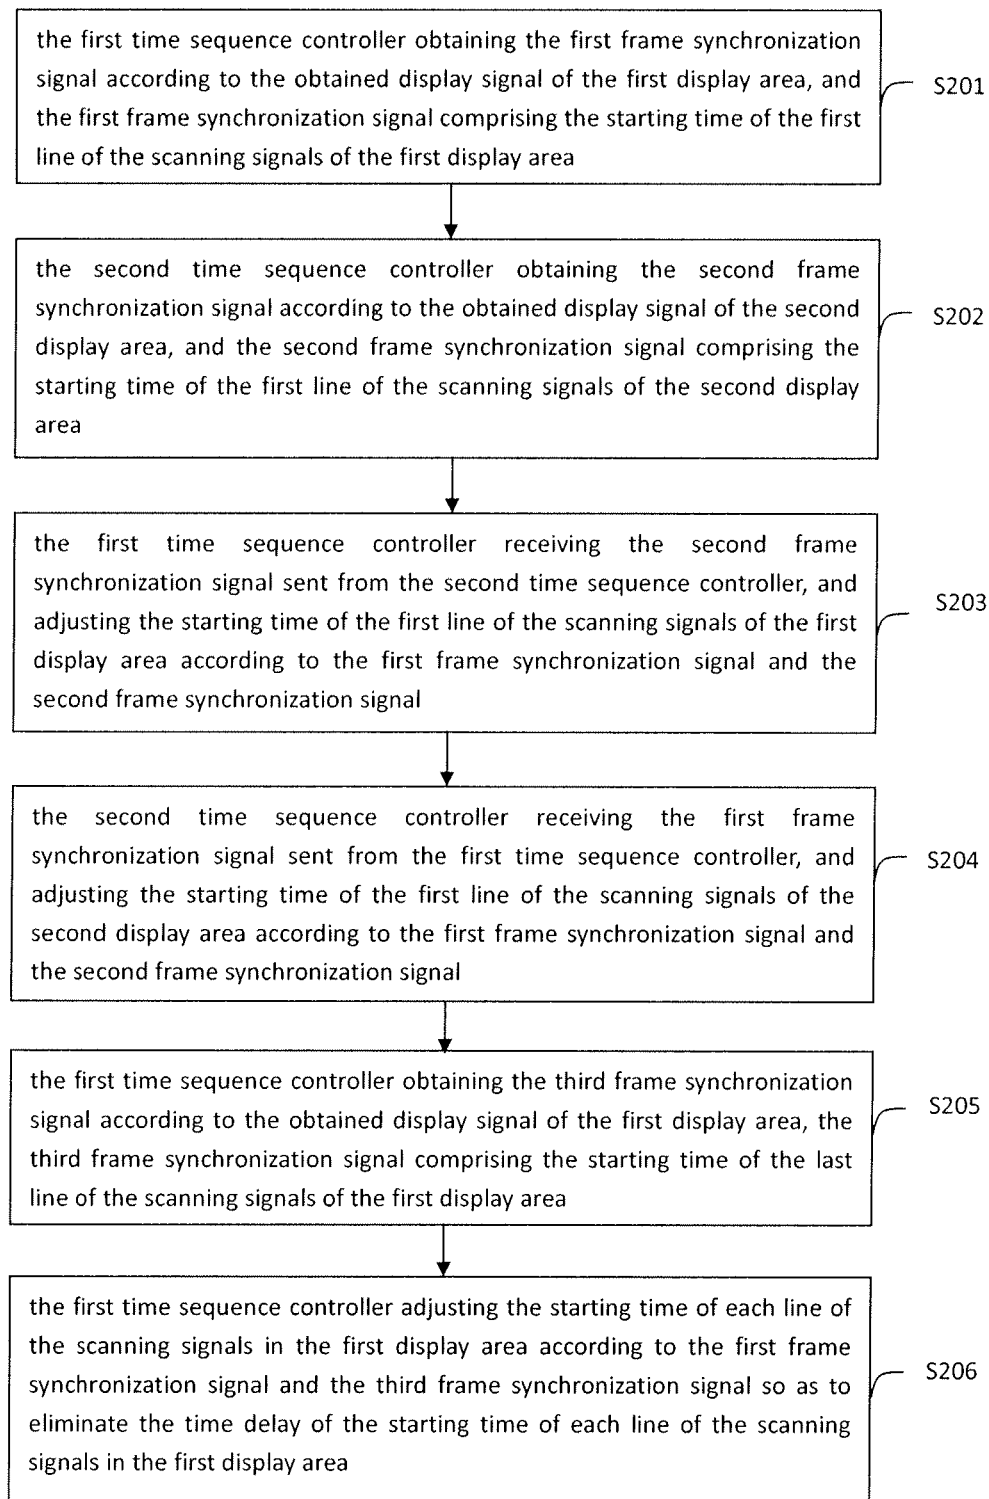 the first time sequence controller obtaining the first frame synchronization
signal according to the obtained display signal of the first display area, and
the first frame synchronization signal comprising the starting time of the first
line of the scanning signals of the first display area
S201
the second time sequence controller obtaining the second frame
synchronization signal according to the obtained display signal of the second
display area, and the second frame synchronization signal comprising the
starting time of the first line of the scanning signals of the second display
area
S202
the first time sequence controller receiving the second frame
synchronization signal sent from the second time sequence controller, and
adjusting the starting time of the first line of the scanning signals of the first
display area according to the first frame synchronization signal and the
second frame synchronization signal
S203
the second time sequence controller receiving the first frame
synchronization signal sent from the first time sequence controller, and
adjusting the starting time of the first line of the scanning signals of the
second display area according to the first frame synchronization signal and
the second frame synchronization signal
S204
the first time sequence controller obtaining the third frame synchronization
signal according to the obtained display signal of the first display area, the
third frame synchronization signal comprising the starting time of the last
line of the scanning signals of the first display area
S205
the first time sequence controller adjusting the starting time of each line of
the scanning signals in the first display area according to the first frame
synchronization signal and the third frame synchronization signal so as to
eliminate the time delay of the starting time of each line of the scanning
signals in the first display area
S206